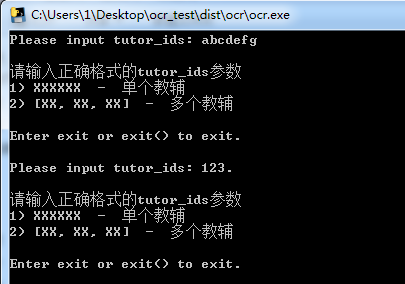 C:\Users\1\Desktop\ocr_test\dist\ocr\ocr.exe
Please input tutor_ids: abcdefg
请输入正确格式的tutor_ids参数
1) XXXXXX  -  单个教辅
2) [XX, XX, XX]  -  多个教辅
Enter exit or exit() to exit.
Please input tutor_ids: 123.
请输入正确格式的tutor_ids参数
1) XXXXXX  -  单个教辅
2) [XX, XX, XX]  -  多个教辅
Enter exit or exit() to exit.